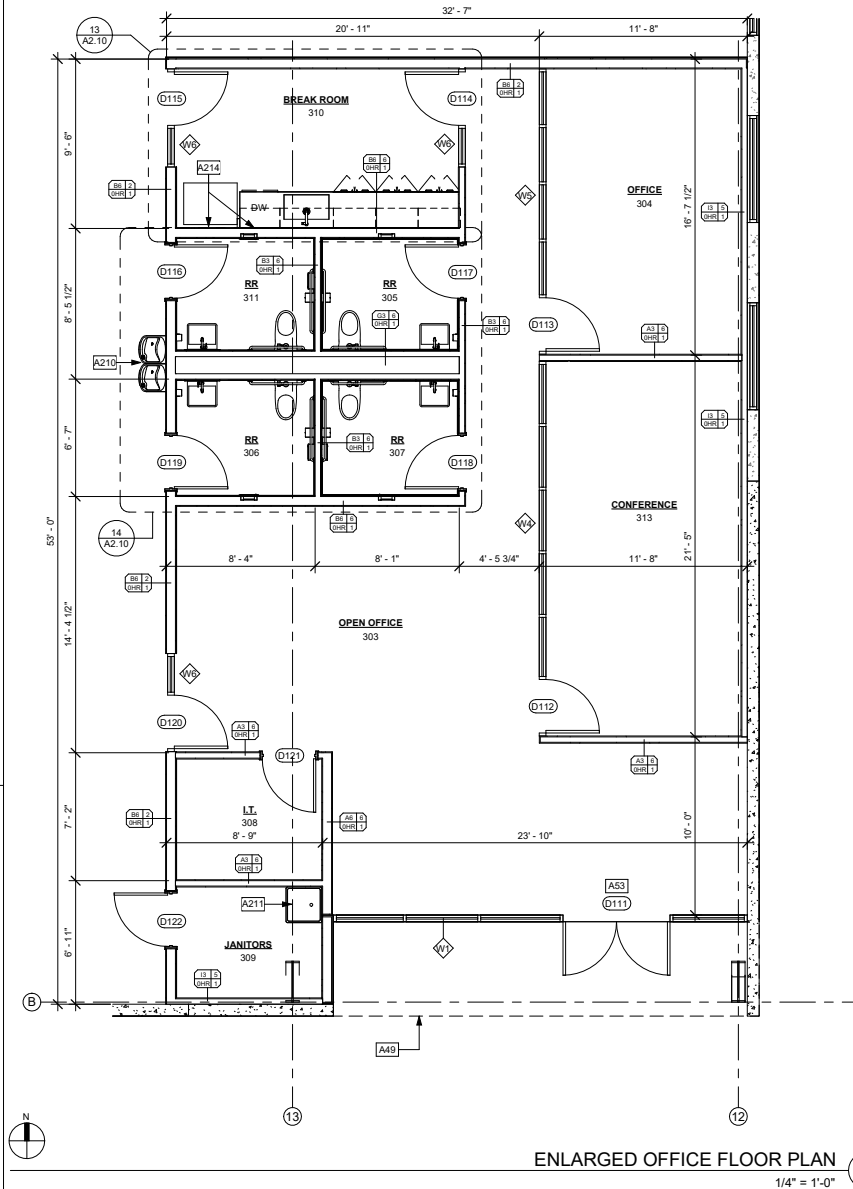 32' - 7"
20' - 11"
11' - 8"
13
A2.10
D115
BREAK ROOM
310
D114
B6 2
0HR 1
W6
W6
9' - 6"
A214
B6 6
0HR 1
B6 2
0HR 1
DW
W5
OFFICE
304
16' - 7 1/2"
I3 5
0HR 1
D116
RR
311
B3 6
0HR 1
RR
305
D117
8' - 5 1/2"
G3 6
0HR 1
B3 6
0HR 1
D113
A3 6
0HR 1
A210
I3 5
0HR 1
6' - 7"
D119
RR
306
B3 6
0HR 1
RR
307
D118
14
A2.10
B6 6
0HR 1
W4
CONFERENCE
313
53' - 0"
21' - 5"
8' - 4"
8' - 1"
4' - 5 3/4"
11' - 8"
B6 2
0HR 1
14' - 4 1/2"
OPEN OFFICE
303
W6
D120
D112
A3 6
0HR 1
D121
A3 6
0HR 1
7' - 2"
B6 2
0HR 1
I.T.
308
8' - 9"
A6 6
0HR 1
23' - 10"
10' - 0"
A3 6
0HR 1
A211
A53
D111
D122
JANITORS
309
W1
6' - 11"
I3 5
0HR 1
B
A49
13
12
N
ENLARGED OFFICE FLOOR PLAN
1/4" = 1'-0"